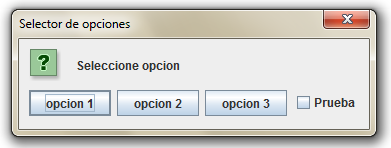 Selector de opciones
?
Seleccione opcion
opcion 1 opcion 2 opcion 3 Prueba